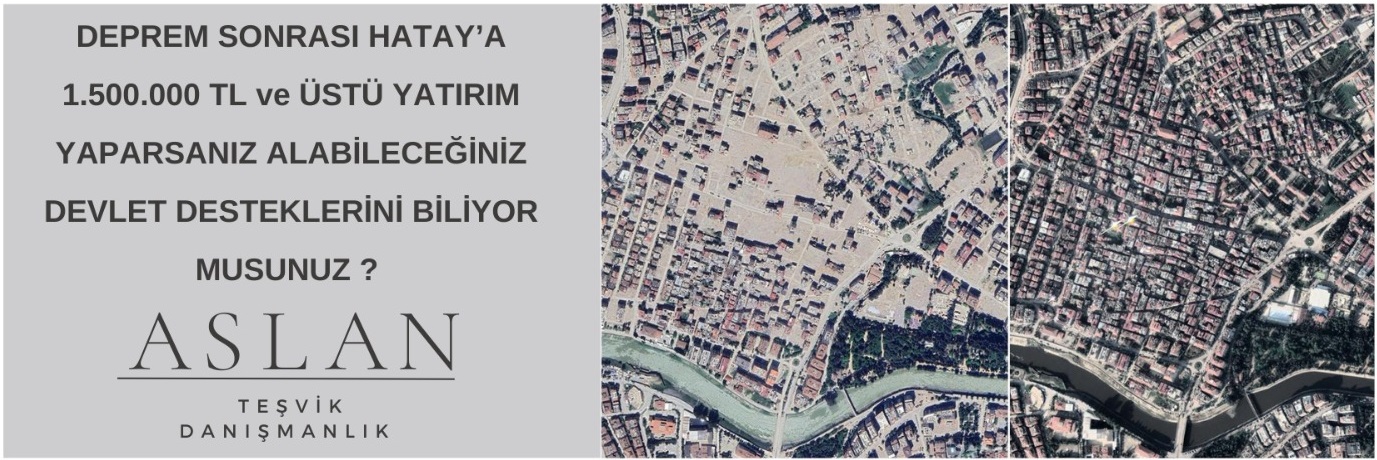 DEPREM SONRASI HATAY’A
1.500.000 TL ve ÜSTÜ YATIRIM
YAPARSANIZ ALABİLECEĞİNİZ
DEVLET DESTEKLERİNİ BİLİYOR
MUSUNUZ ?
ASLAN
TEŞVİK
DANIŞMANLIK